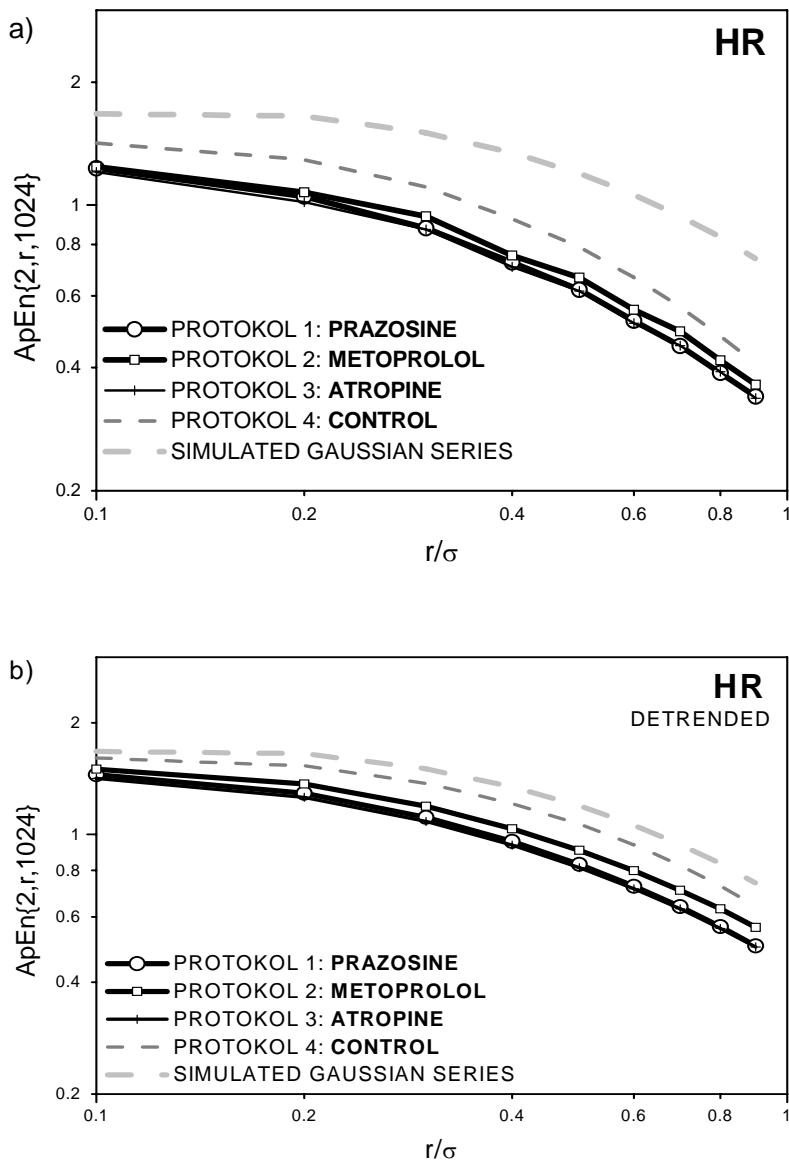 a)
HR
2
1
0.8
0.6
0.4
0.2
ApEn{2,r,1024}
PROTOKOL 1: PRAZOSINE
PROTOKOL 2: METOPROLOL
PROTOKOL 3: ATROPINE
PROTOKOL 4: CONTROL
SIMULATED GAUSSIAN SERIES
0.1 0.2 0.4 0.6 0.8 1
r/σ
b)
HR
DETRENDED
2
1
0.8
0.6
0.4
0.2
ApEn{2,r,1024}
PROTOKOL 1: PRAZOSINE
PROTOKOL 2: METOPROLOL
PROTOKOL 3: ATROPINE
PROTOKOL 4: CONTROL
SIMULATED GAUSSIAN SERIES
0.1 0.2 0.4 0.6 0.8 1
r/σ